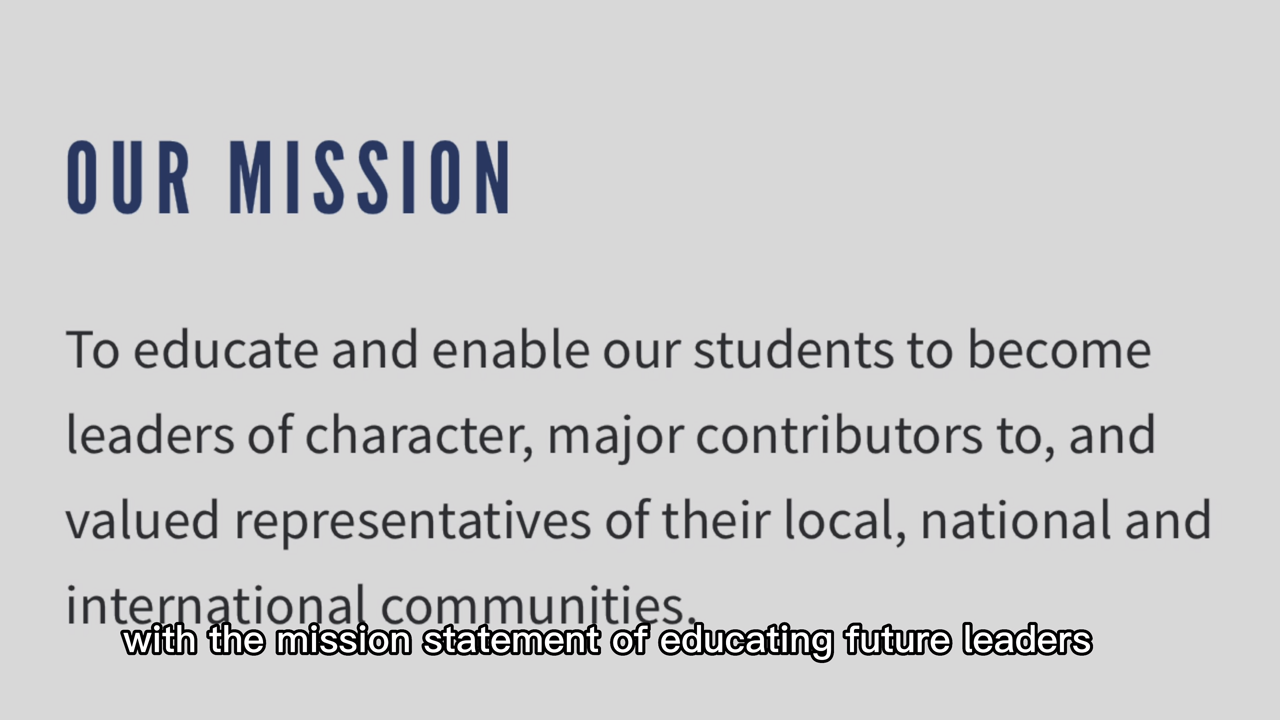 OUR MISSION
To educate and enable our students to become
leaders of character, major contributors to, and
valued representatives of their local, national and
international communities.
with the mission statement of educating future leaders